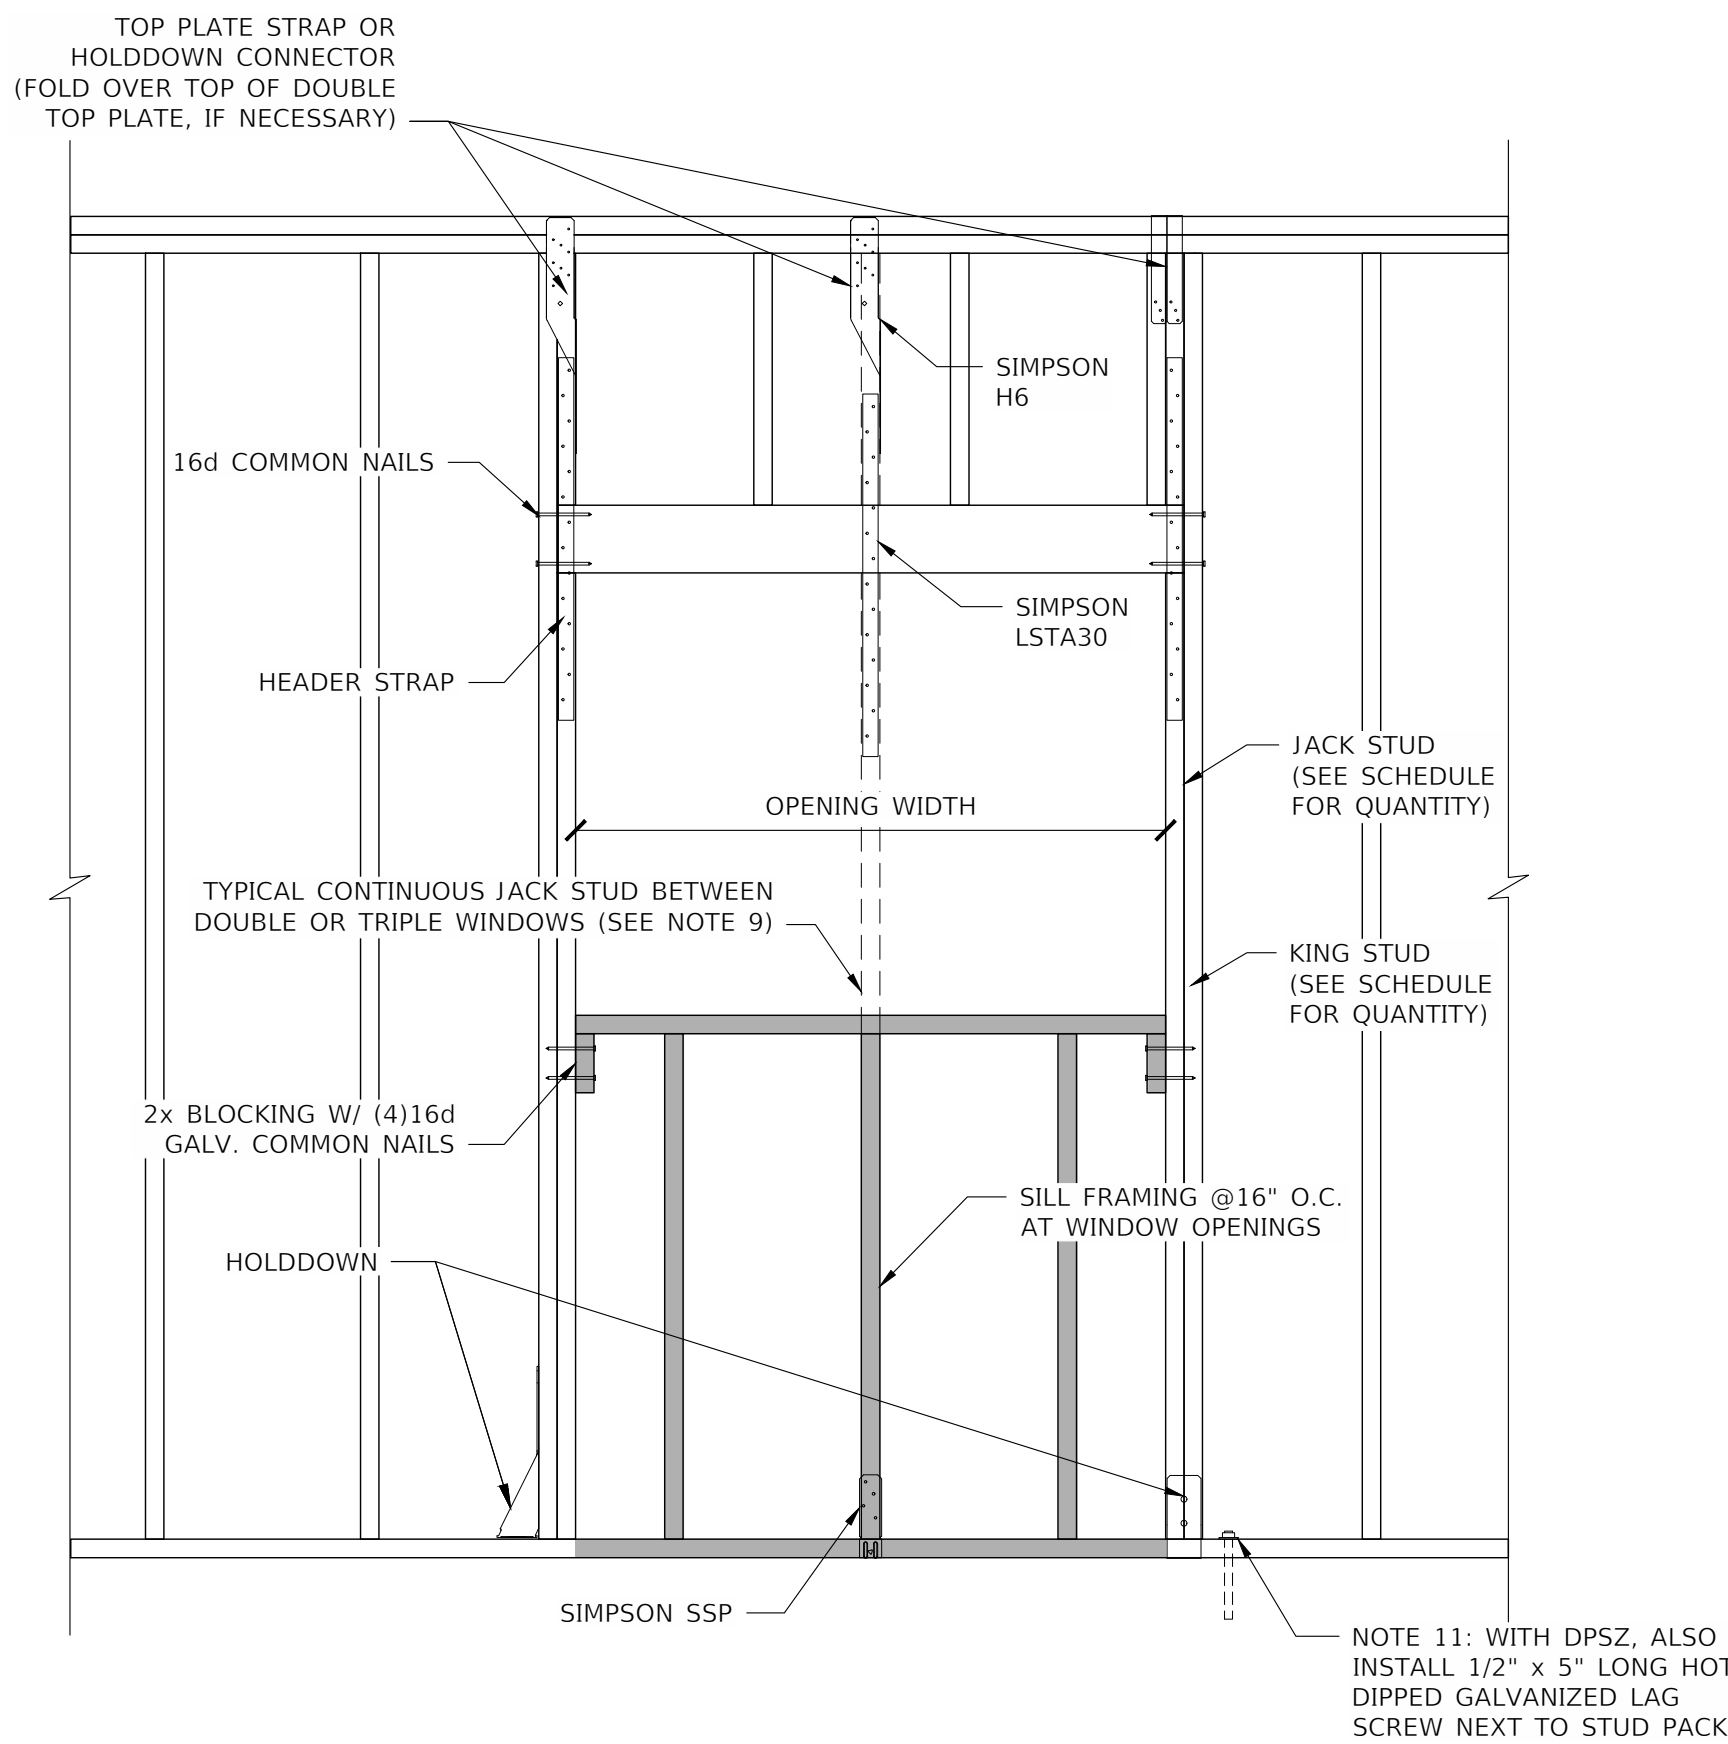 TOP PLATE STRAP OR
HOLDDOWN CONNECTOR
(FOLD OVER TOP OF DOUBLE
TOP PLATE, IF NECESSARY)
SIMPSON
H6
16d COMMON NAILS
SIMPSON
LSTA30
HEADER STRAP
JACK STUD
(SEE SCHEDULE
FOR QUANTITY)
OPENING WIDTH
TYPICAL CONTINUOUS JACK STUD BETWEEN
DOUBLE OR TRIPLE WINDOWS (SEE NOTE 9)
KING STUD
(SEE SCHEDULE
FOR QUANTITY)
2x BLOCKING W/ (4)16d
GALV. COMMON NAILS
SILL FRAMING @16" O.C.
AT WINDOW OPENINGS
HOLDDOWN
SIMPSON SSP
NOTE 11: WITH DPSZ, ALSO
INSTALL 1/2" x 5" LONG HOT
DIPPED GALVANIZED LAG
SCREW NEXT TO STUD PACK